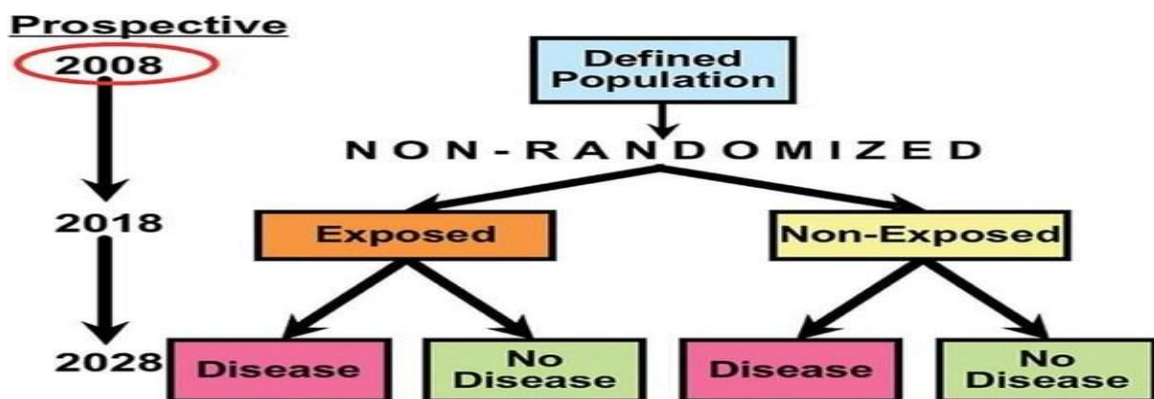 Prospective
2008
Defined
Population
NON-RANDOMIZED
2018
Exposed
Non-Exposed
2028
Disease
No
Disease
Disease
No
Disease